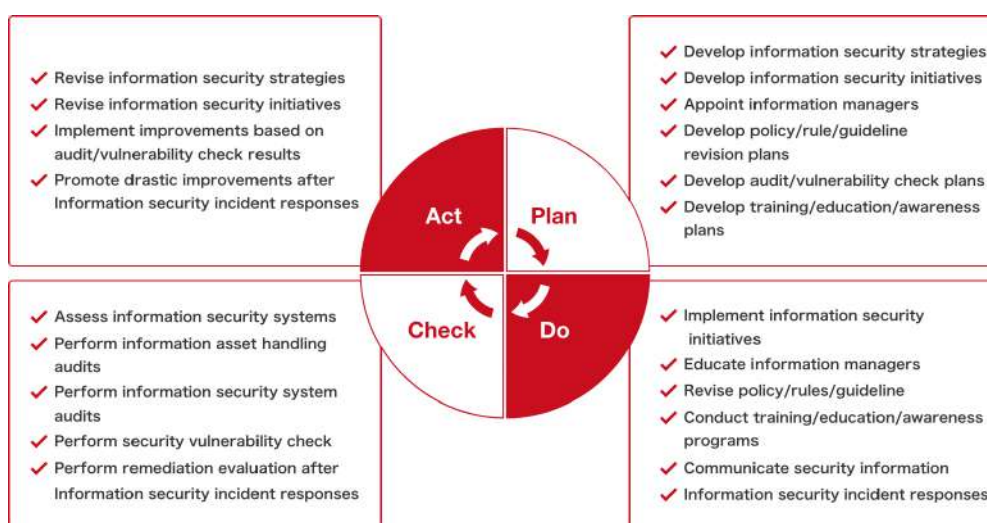 Revise information security strategies
Revise information security initiatives
Implement improvements based on
audit/vulnerability check results
Promote drastic improvements after
Information security incident responses
Develop information security strategies
Develop information security initiatives
Appoint information managers
Develop policy/rule/guideline
revision plans
Develop audit/vulnerability check plans
Develop training/education/awareness
plans
Act
Plan
Check
Do
Assess information security systems
Perform information asset handling
audits
Perform information security system
audits
Perform security vulnerability check
Perform remediation evaluation after
Information security incident responses
Implement information security
initiatives
Educate information managers
Revise policy/rules/guideline
Conduct training/education/awareness
programs
Communicate security information
Information security incident responses